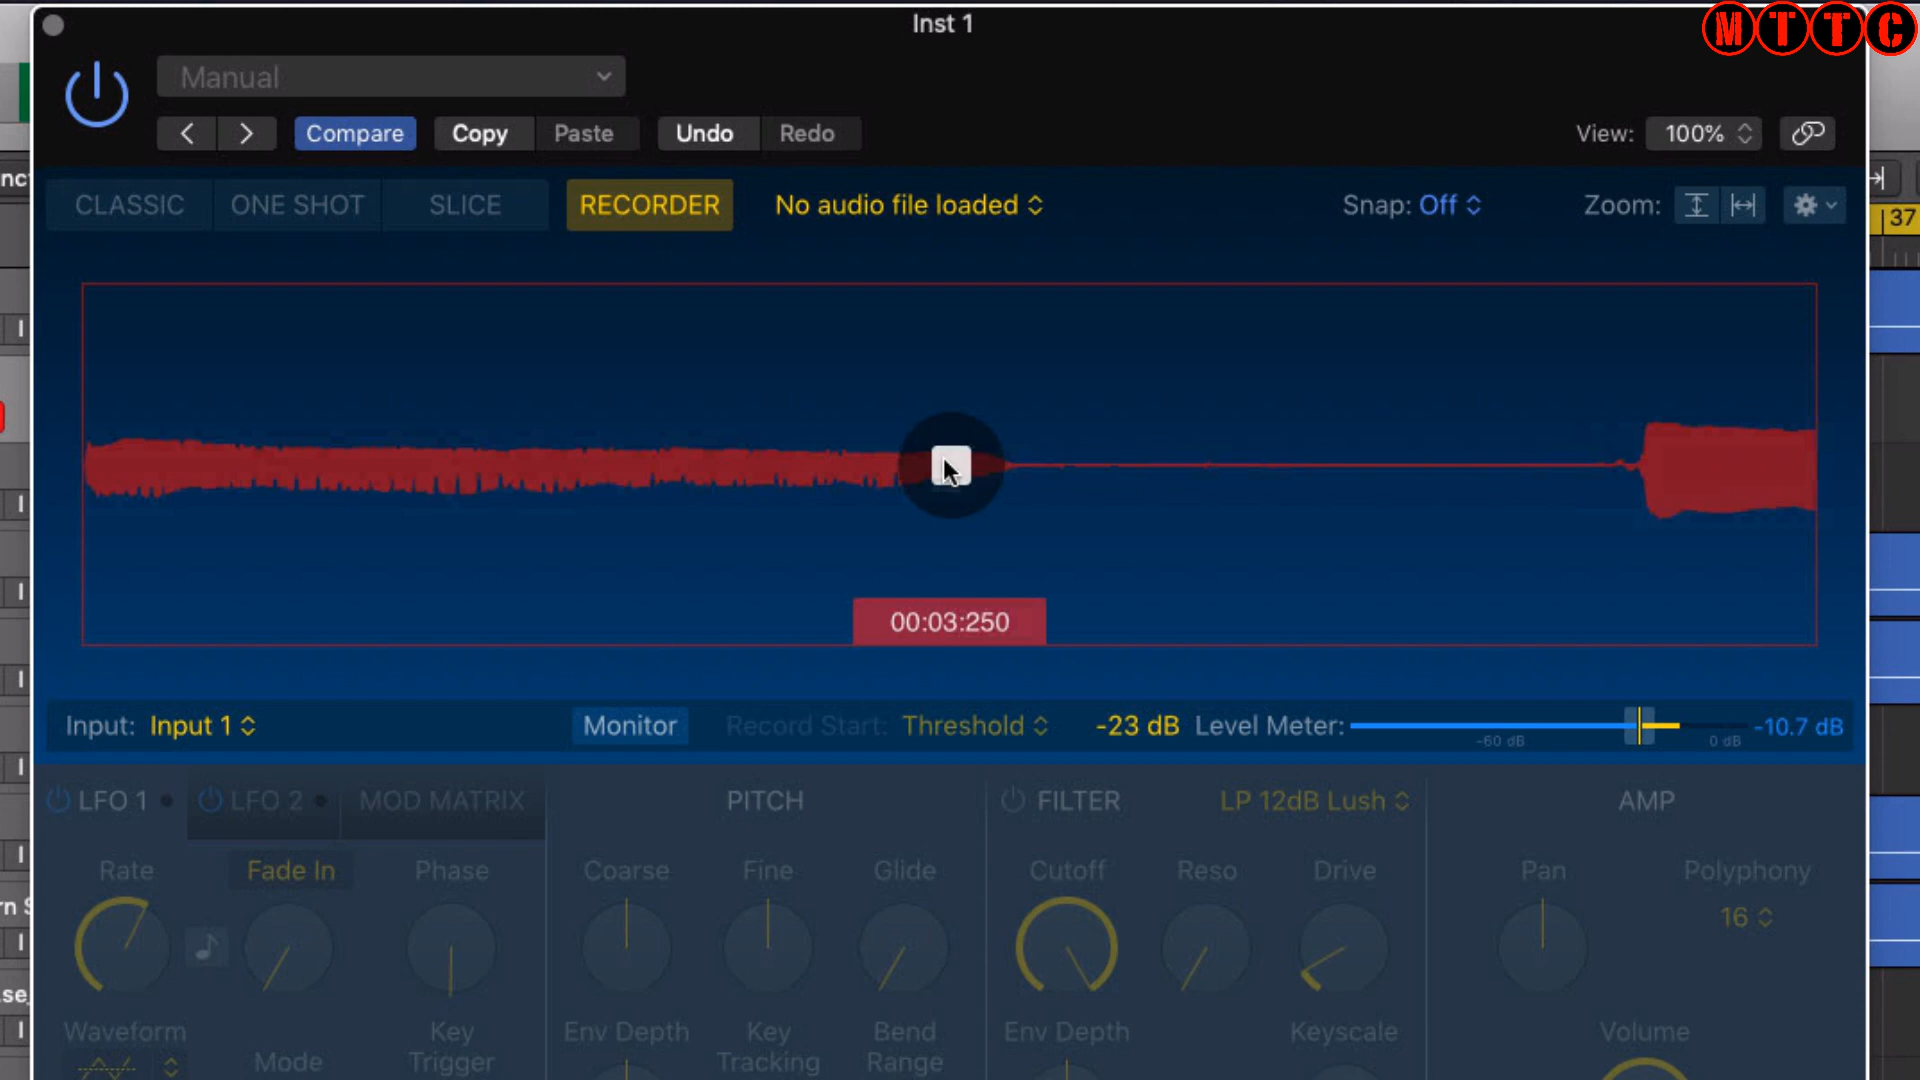 Inst 1
MTTC
Manual
Compare
Copy
Paste
Undo
Redo
View:
100%
CLASSIC
ONE SHOT
SLICE
RECORDER
No audio file loaded
Snap: Off
Zoom:
37
00:03:250
Input: Input 1
Monitor
Record Start: Threshold
-23 dB
Level Meter:
-60 dB
0 dB
-10.7 dB
LFO 1
LFO 2
MOD MATRIX
PITCH
FILTER
LP 12dB Lush
AMP
Rate
Fade In
Phase
Coarse
Fine
Glide
Cutoff
Reso
Drive
Pan
Polyphony
16
Waveform
Mode
Key
Trigger
Env Depth
Key
Tracking
Bend
Range
Env Depth
Keyscale
Volume